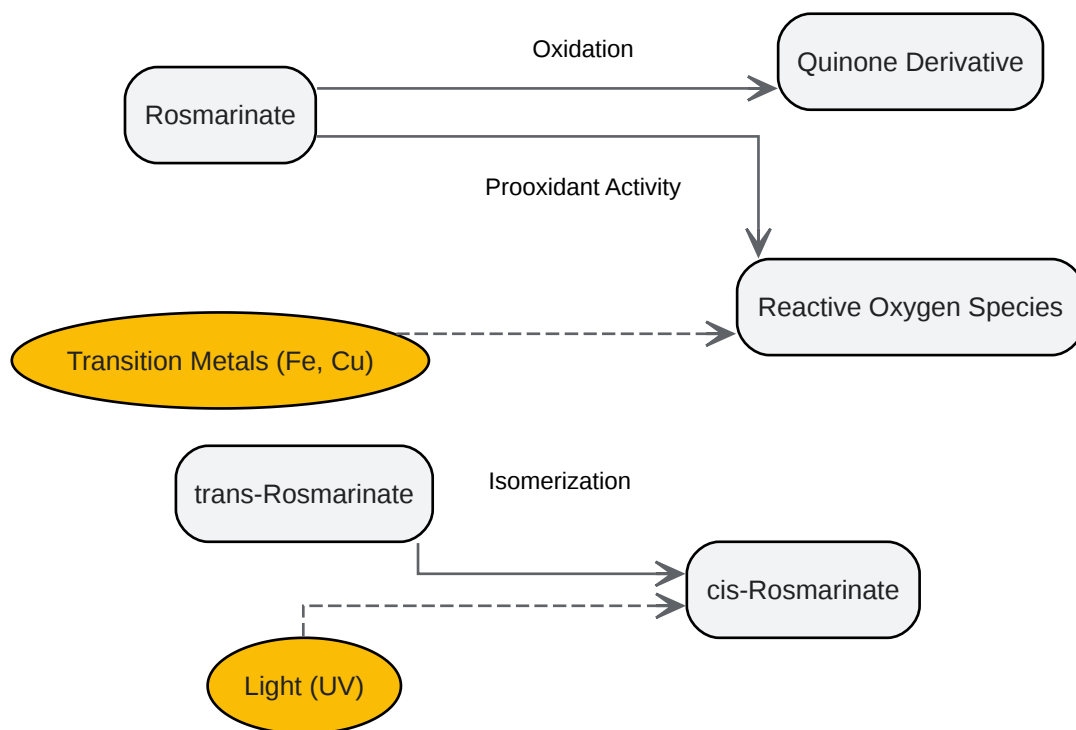 Oxidation
Quinone Derivative
Rosmarinate
Prooxidant Activity
Reactive Oxygen Species
Transition Metals (Fe, Cu)
trans-Rosmarinate
Isomerization
cis-Rosmarinate
Light (UV)